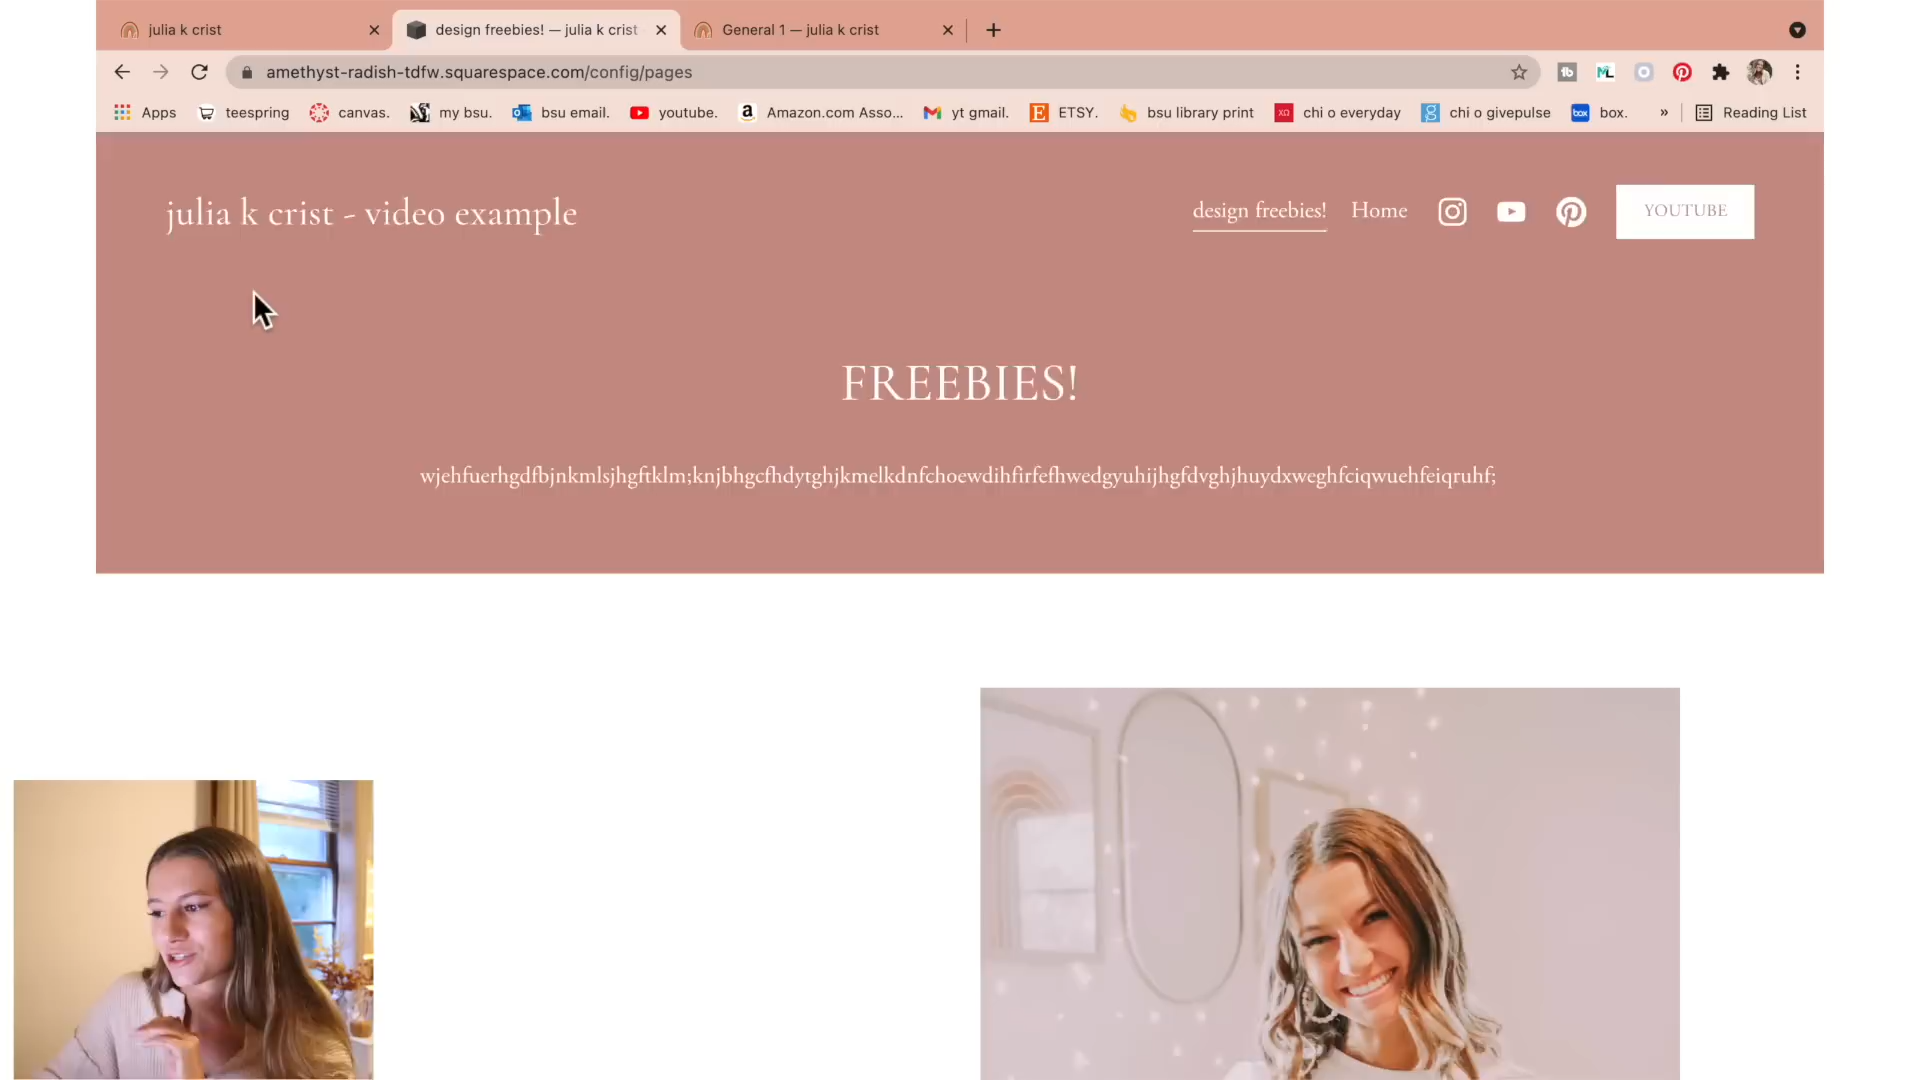 julia k crist
design freebies! — julia k crist
General 1 — julia k crist
amethyst-radish-tdfw.squarespace.com/config/pages
Apps teespring canvas. my bsu. bsu email. youtube. Amazon.com Asso... yt gmail. ETSY. bsu library print chi o everyday chi o givepulse box. » Reading List
julia k crist - video example
design freebies! Home YOUTUBE
FREEBIES!
wjehfuerhgdfbjnkmlsjhgftklm;knjbhgcfhdytghjkmelkdnfchoewdihfirfefhwedgyuhijhgfdvghjhuydxweghfciqwuehfeiqruhf;